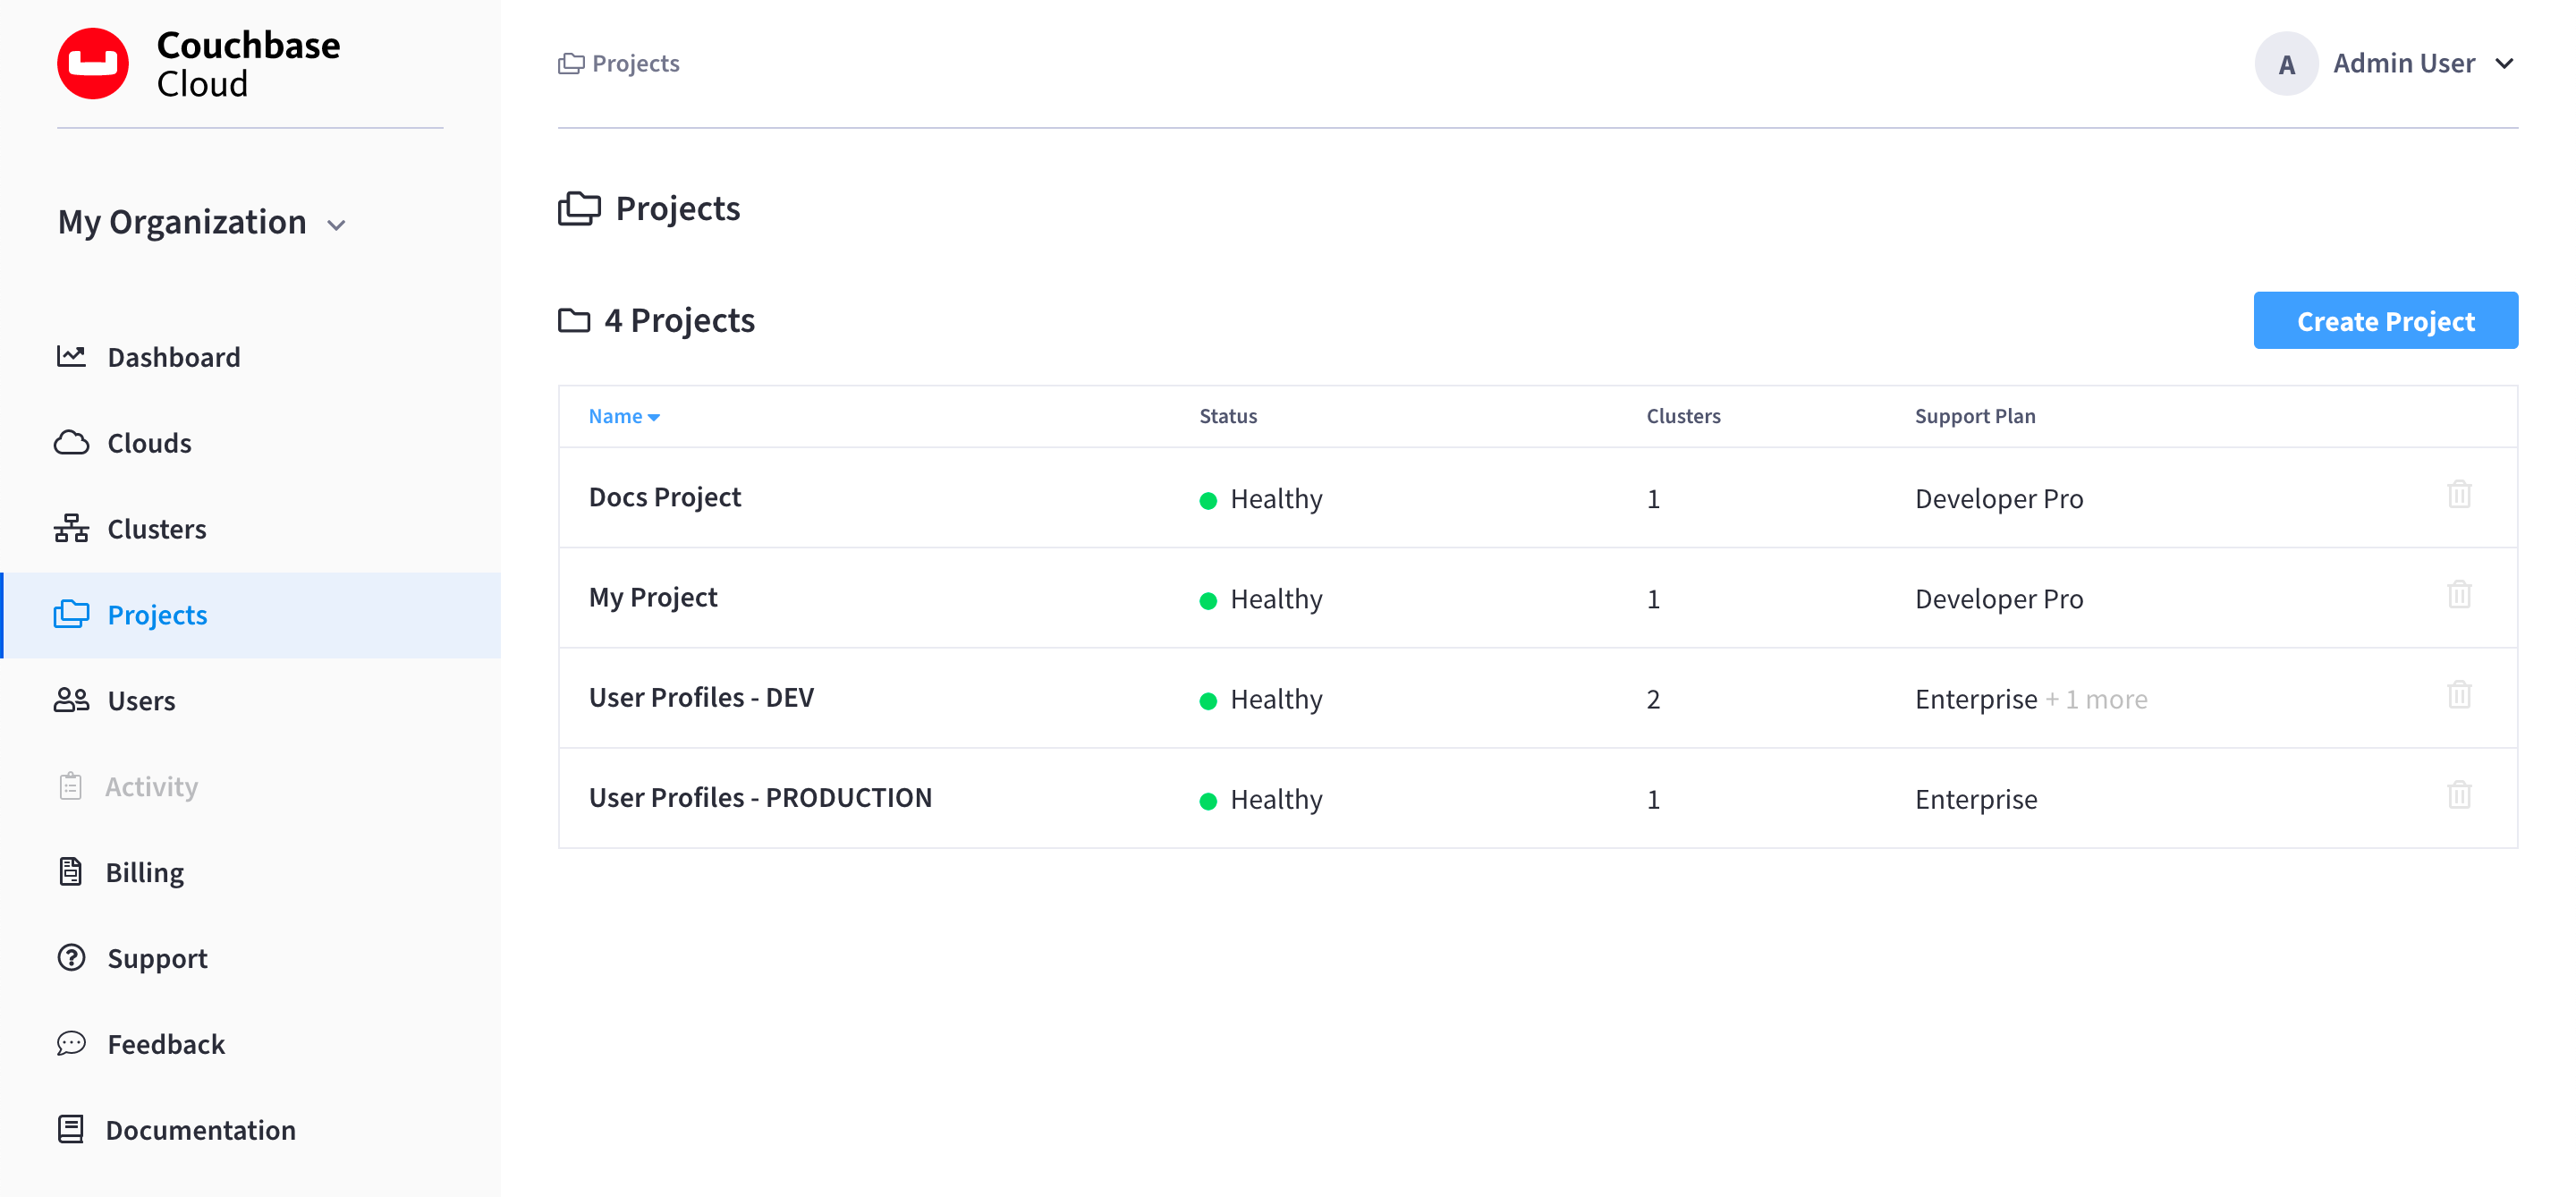 Couchbase
Cloud
Projects
A
Admin User
My Organization
Projects
4 Projects
Create Project
Dashboard
Clouds
Clusters
Projects
Users
Activity
Billing
Support
Feedback
Documentation
Name Status Clusters Support Plan
Docs Project Healthy 1 Developer Pro
My Project Healthy 1 Developer Pro
User Profiles - DEV Healthy 2 Enterprise + 1 more
User Profiles - PRODUCTION Healthy 1 Enterprise